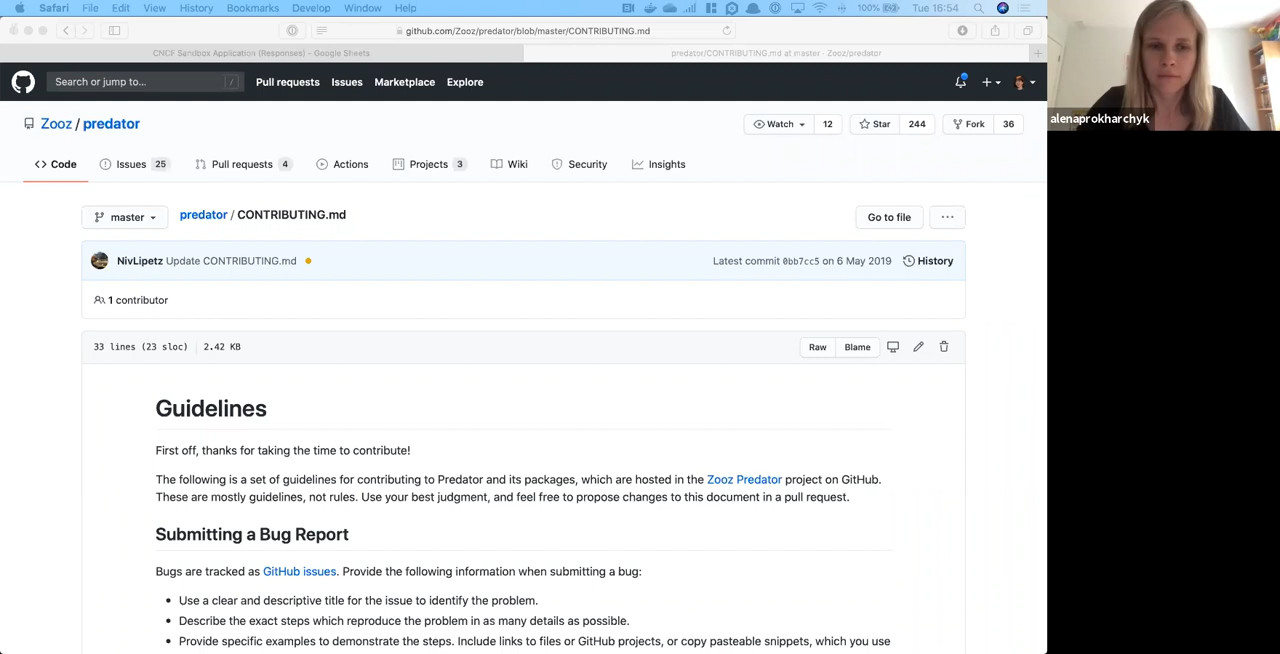 Safari File Edit View History Bookmarks Develop Window Help 100% Tue 16:54
github.com/Zooz/predator/blob/master/CONTRIBUTING.md
CNCF Sandbox Application (Responses) - Google Sheets
predator/CONTRIBUTING.md at master · Zooz/predator
Search or jump to... / Pull requests Issues Marketplace Explore
Zooz / predator
Watch 12 Star 244 Fork 36
Code Issues 25 Pull requests 4 Actions Projects 3 Wiki Security Insights
master predator / CONTRIBUTING.md Go to file ...
NivLipetz Update CONTRIBUTING.md Latest commit 0bb7cc5 on 6 May 2019 History
1 contributor
33 lines (23 sloc) 2.42 KB Raw Blame
Guidelines
First off, thanks for taking the time to contribute!
The following is a set of guidelines for contributing to Predator and its packages, which are hosted in the Zooz Predator project on GitHub.
These are mostly guidelines, not rules. Use your best judgment, and feel free to propose changes to this document in a pull request.
Submitting a Bug Report
Bugs are tracked as GitHub issues. Provide the following information when submitting a bug:
• Use a clear and descriptive title for the issue to identify the problem.
• Describe the exact steps which reproduce the problem in as many details as possible.
• Provide specific examples to demonstrate the steps. Include links to files or GitHub projects, or copy pasteable snippets, which you use
alenaprokharchyk